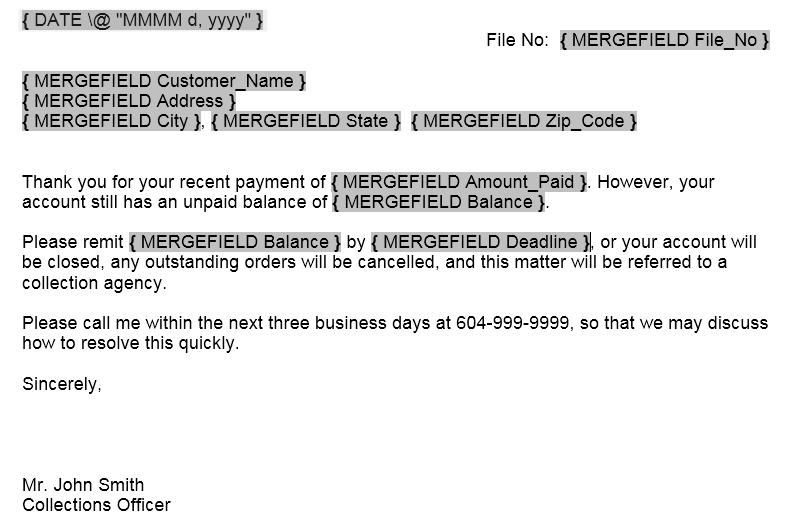 { DATE \@ "MMMM d, yyyy" }
File No:  { MERGEFIELD File_No }
{ MERGEFIELD Customer_Name }
{ MERGEFIELD Address }
{ MERGEFIELD City }, { MERGEFIELD State }  { MERGEFIELD Zip_Code }
Thank you for your recent payment of { MERGEFIELD Amount_Paid }. However, your
account still has an unpaid balance of { MERGEFIELD Balance }.
Please remit { MERGEFIELD Balance } by { MERGEFIELD Deadline }, or your account will
be closed, any outstanding orders will be cancelled, and this matter will be referred to a
collection agency.
Please call me within the next three business days at 604-999-9999, so that we may discuss
how to resolve this quickly.
Sincerely,
Mr. John Smith
Collections Officer